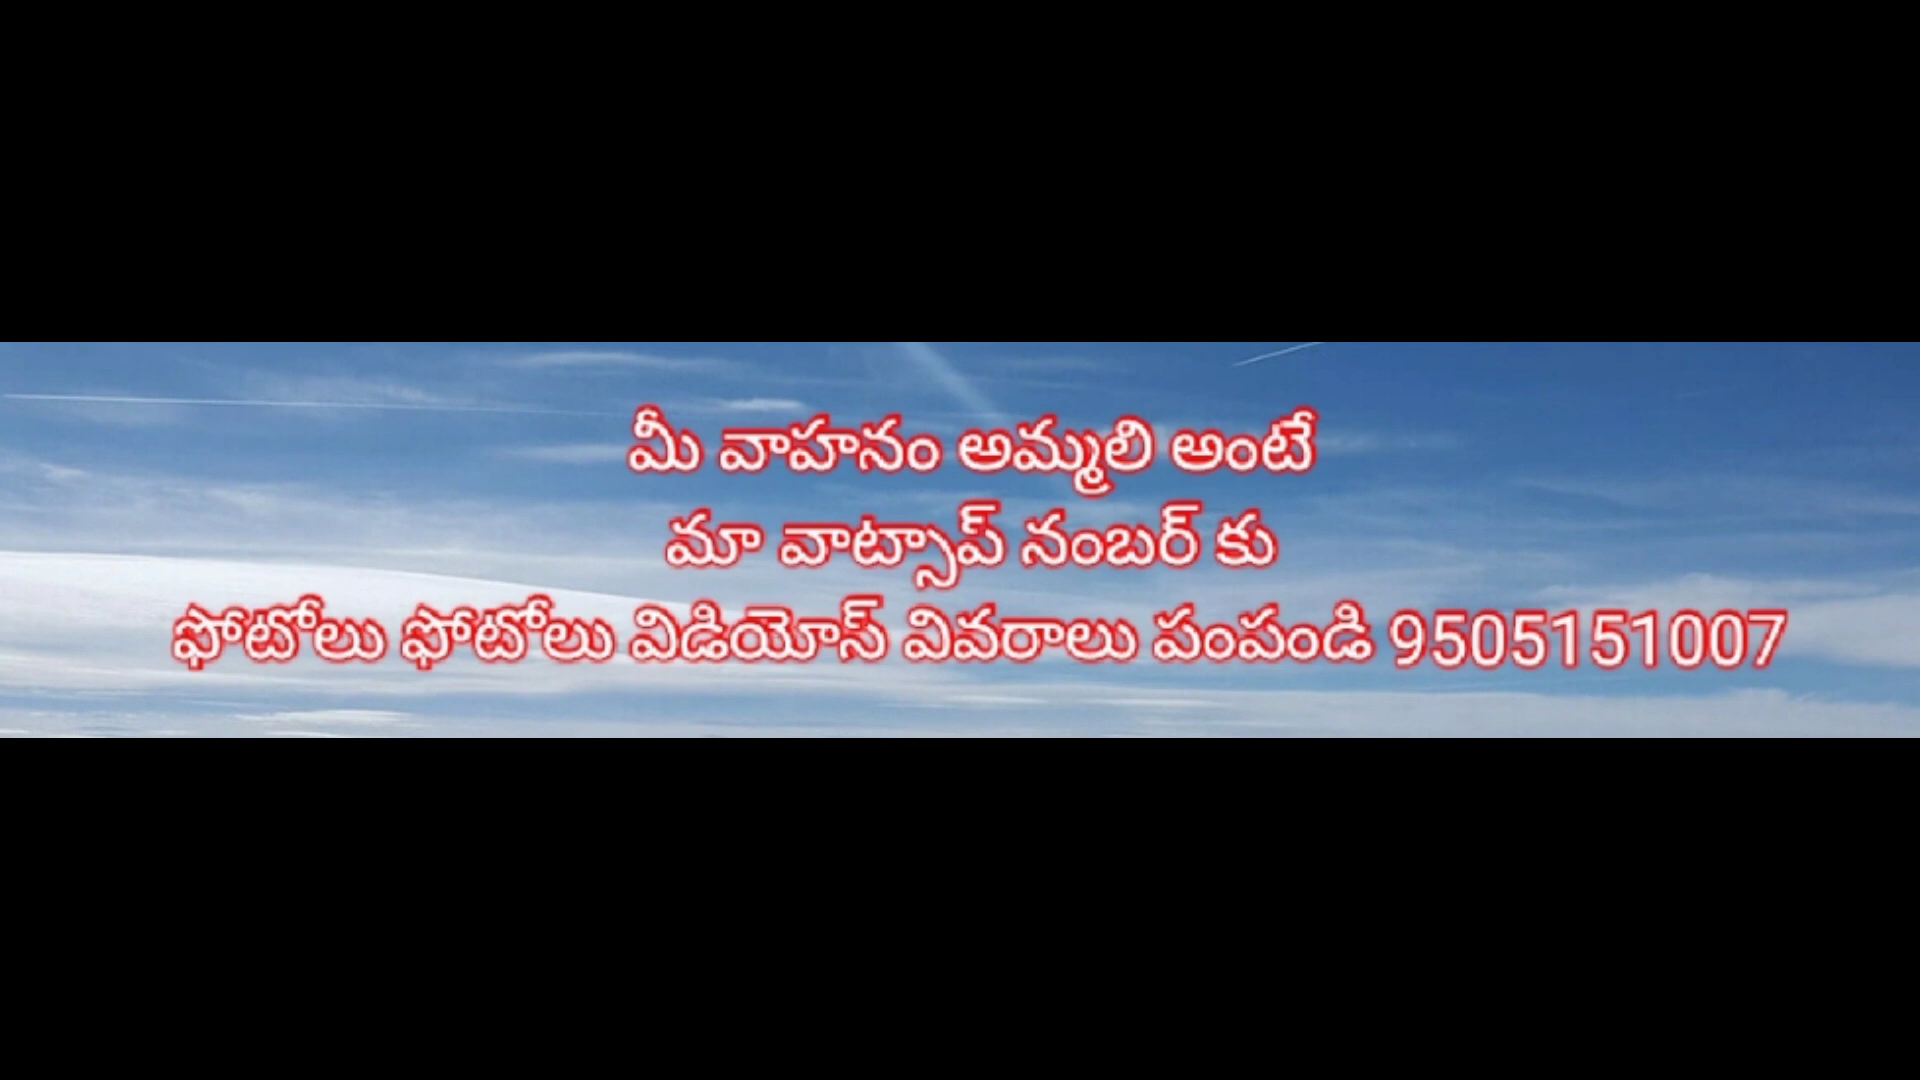 మీ వాహనం అమ్మలి అంటే
మా వాట్సాప్ నంబర్ కు
ఫోటోలు ఫోటోలు విడియోస్ వివరాలు పంపండి 9505151007